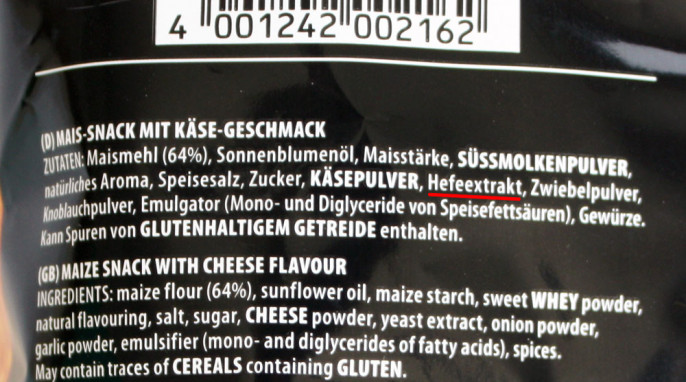 4 001242 002162
(D) MAIS-SNACK MIT KÄSE-GESCHMACK
ZUTATEN: Maismehl (64%), Sonnenblumenöl, Maisstärke, SÜSSMOLKENPULVER,
natürliches Aroma, Speisesalz, Zucker, KÄSEPULVER, Hefeextrakt, Zwiebelpulver,
Knoblauchpulver, Emulgator (Mono- und Diglyceride von Speisefettsäuren), Gewürze.
Kann Spuren von GLUTENHALTIGEM GETREIDE enthalten.
(GB) MAIZE SNACK WITH CHEESE FLAVOUR
INGREDIENTS: maize flour (64%), sunflower oil, maize starch, sweet WHEY powder,
natural flavouring, salt, sugar, CHEESE powder, yeast extract, onion powder,
garlic powder, emulsifier (mono- and diglycerides of fatty acids), spices.
May contain traces of CEREALS containing GLUTEN.